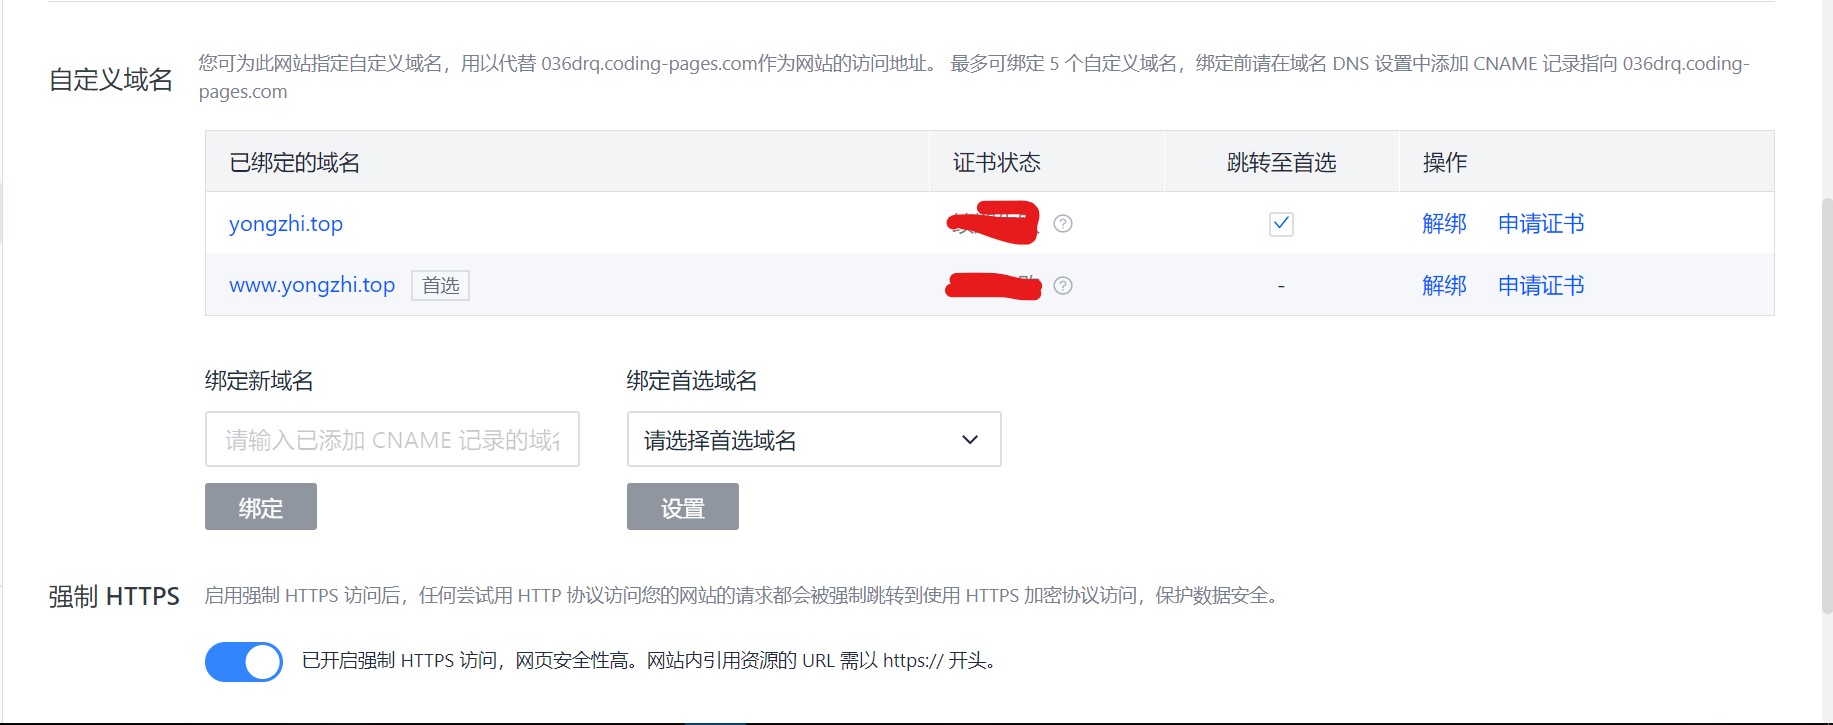 自定义域名
您可为此网站指定自定义域名，用以代替 036drq.coding-pages.com作为网站的访问地址。 最多可绑定 5 个自定义域名，绑定前请在域名 DNS 设置中添加 CNAME 记录指向 036drq.coding-
pages.com
已绑定的域名 证书状态 跳转至首选 操作
yongzhi.top ? 解绑 申请证书
www.yongzhi.top 首选 ? - 解绑 申请证书
绑定新域名 绑定首选域名
请输入已添加 CNAME 记录的域 请选择首选域名
绑定 设置
强制 HTTPS 启用强制 HTTPS 访问后，任何尝试用 HTTP 协议访问您的网站的请求都会被强制跳转到使用 HTTPS 加密协议访问，保护数据安全。
已开启强制 HTTPS 访问，网页安全性高。网站内引用资源的 URL 需以 https:// 开头。